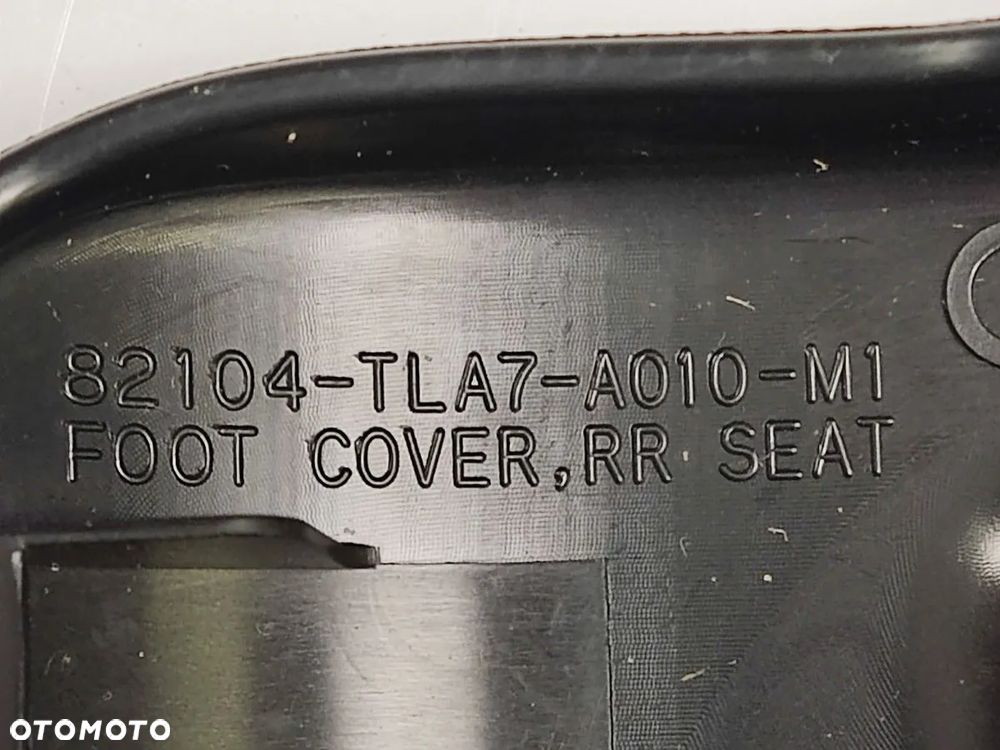 82104-TLA7-A010-M1
FOOT COVER,RR SEAT
OTOMOTO